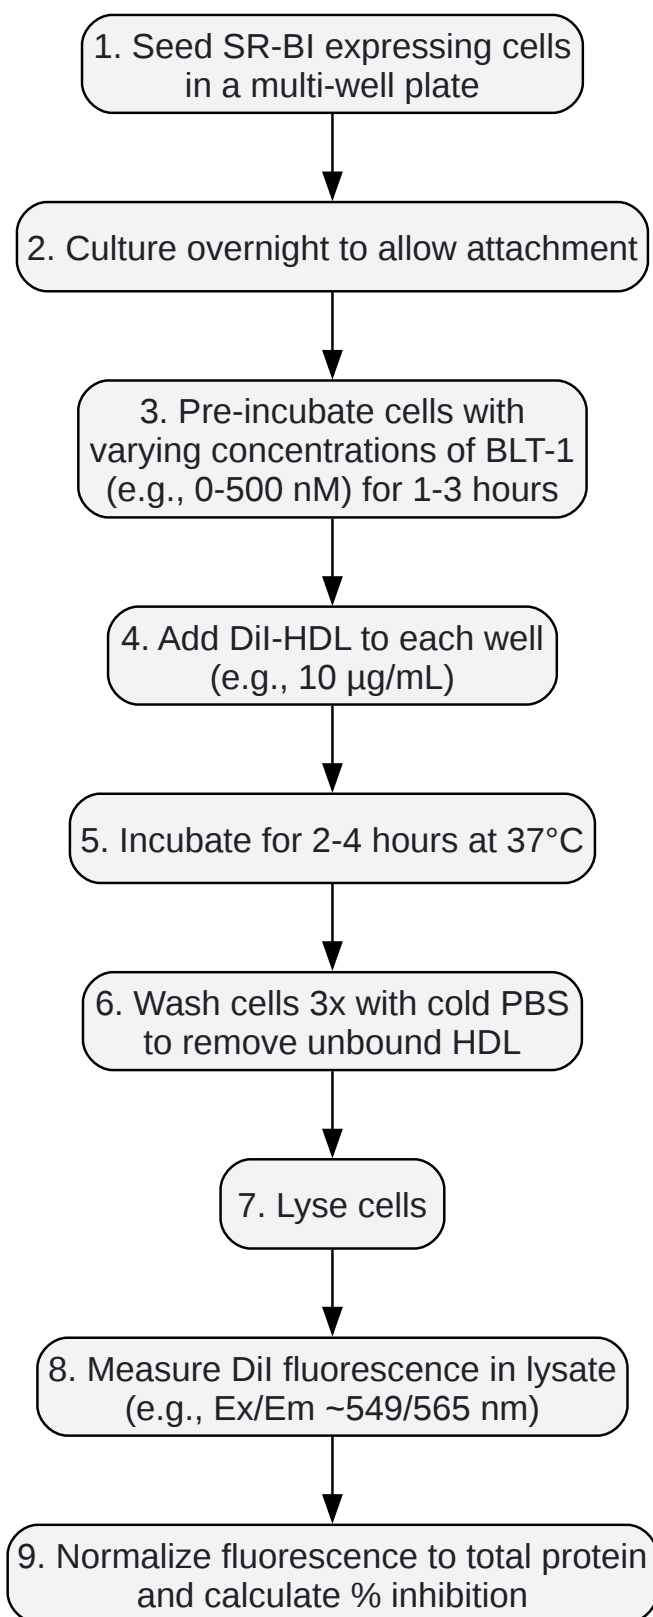 1. Seed SR-BI expressing cells
in a multi-well plate
2. Culture overnight to allow attachment
3. Pre-incubate cells with
varying concentrations of BLT-1
(e.g., 0-500 nM) for 1-3 hours
4. Add DiI-HDL to each well
(e.g., 10 µg/mL)
5. Incubate for 2-4 hours at 37°C
6. Wash cells 3x with cold PBS
to remove unbound HDL
7. Lyse cells
8. Measure DiI fluorescence in lysate
(e.g., Ex/Em ~549/565 nm)
9. Normalize fluorescence to total protein
and calculate % inhibition